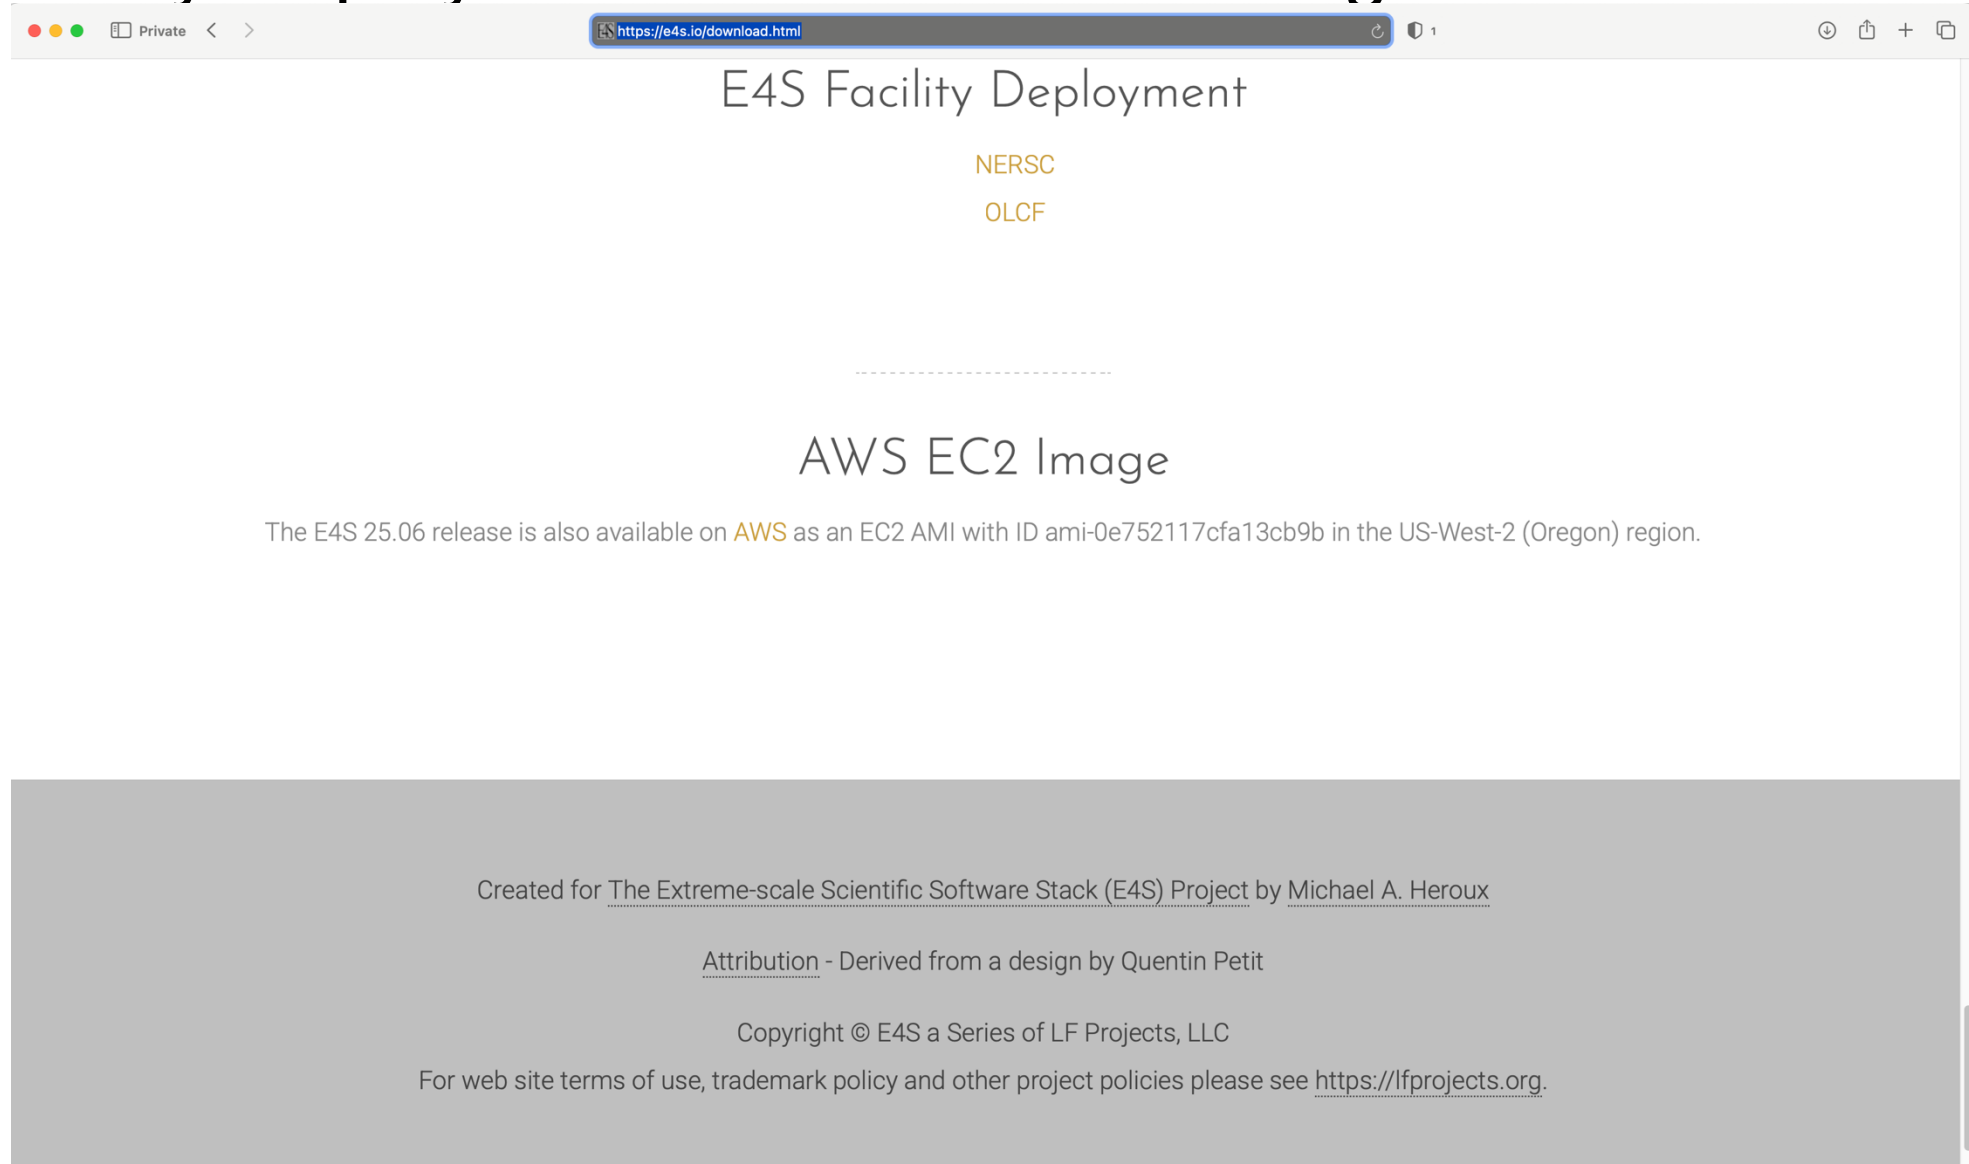 Private
https://e4s.io/download.html
1
E4S Facility Deployment
NERSC
OLCF
AWS EC2 Image
The E4S 25.06 release is also available on AWS as an EC2 AMI with ID ami-0e752117cfa13cb9b in the US-West-2 (Oregon) region.
Created for The Extreme-scale Scientific Software Stack (E4S) Project by Michael A. Heroux
Attribution - Derived from a design by Quentin Petit
Copyright © E4S a Series of LF Projects, LLC
For web site terms of use, trademark policy and other project policies please see https://lfprojects.org.